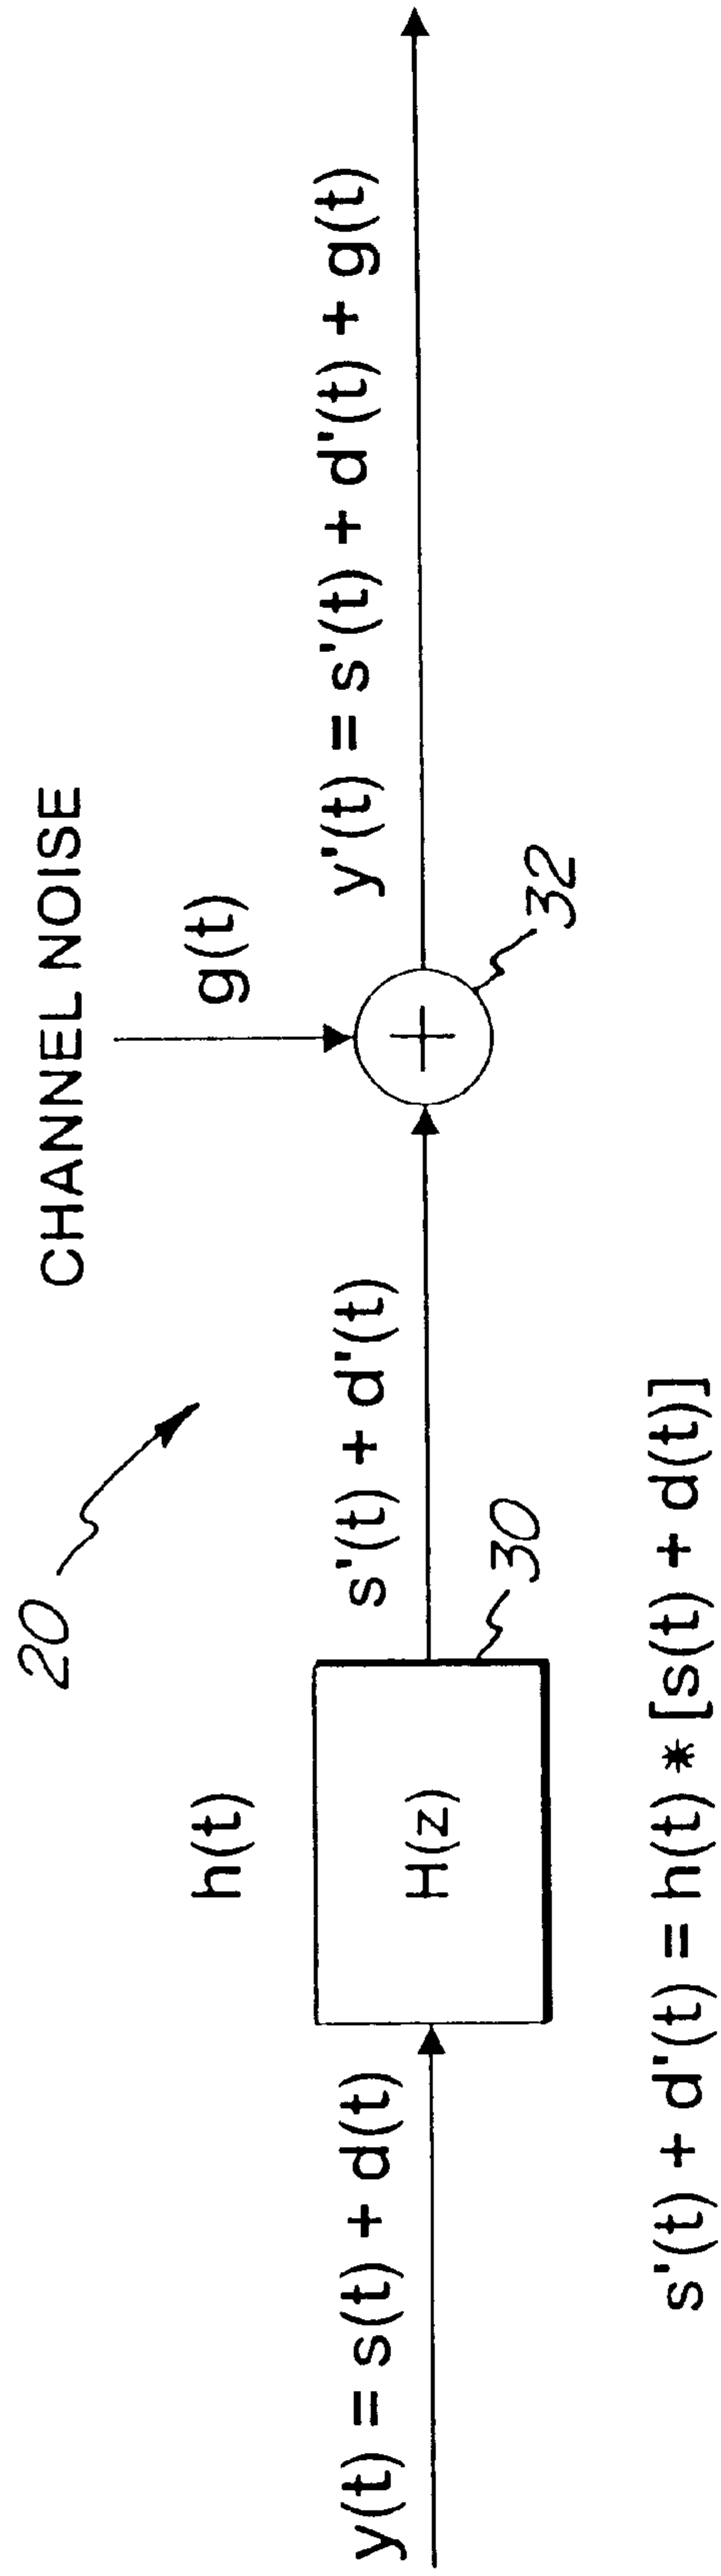 20
CHANNEL NOISE
h(t)
g(t)
y(t) = s(t) + d(t)
H(z)
s'(t) + d'(t)
+
y'(t) = s'(t) + d'(t) + g(t)
30
32
s'(t) + d'(t) = h(t) * [s(t) + d(t)]